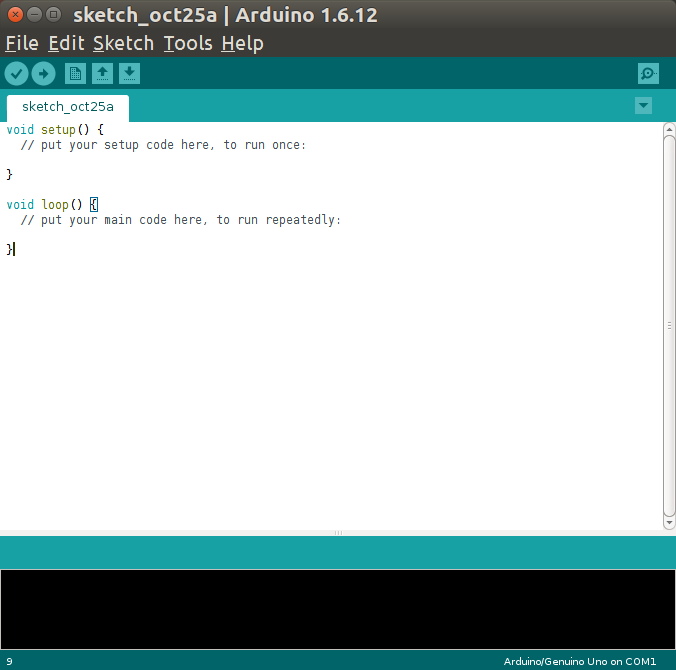 sketch_oct25a | Arduino 1.6.12
File Edit Sketch Tools Help
sketch_oct25a
void setup() {
  // put your setup code here, to run once:
}
void loop() {
  // put your main code here, to run repeatedly:
}
9 Arduino/Genuino Uno on COM1